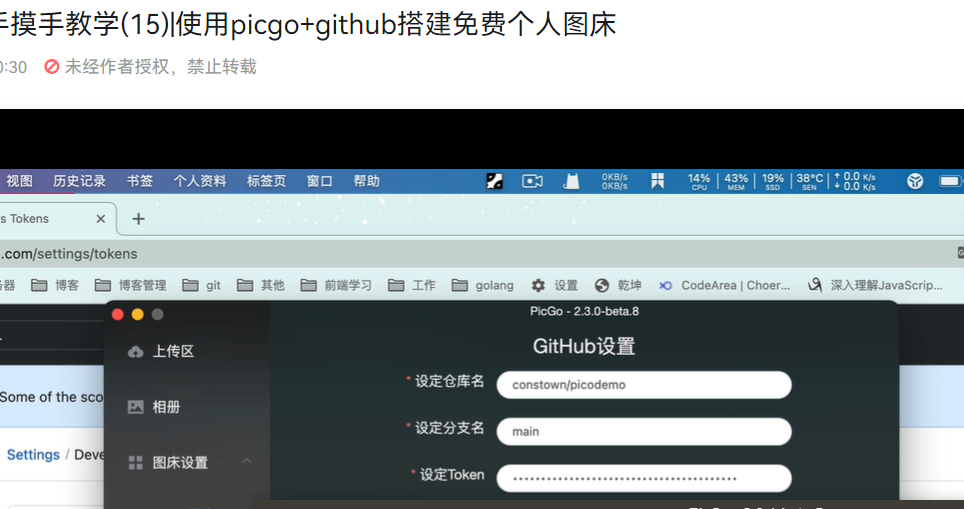 摸手教学(15)|使用picgo+github搭建免费个人图床
0:30 未经作者授权，禁止转载
视图 历史记录 书签 个人资料 标签页 窗口 帮助 0KB/s 0KB/s 14% CPU 43% MEM 19% SSD 38°C SEN ↑ 0.0 K/s ↓ 0.0 K/s
s Tokens × +
.com/settings/tokens
务器 博客 博客管理 git 其他 前端学习 工作 golang 设置 乾坤 CodeArea | Choer... 深入理解JavaScrip...
PicGo - 2.3.0-beta.8
GitHub设置
上传区
* 设定仓库名 constown/picodemo
Some of the sco
相册
* 设定分支名 main
Settings / Deve
图床设置
* 设定Token ••••••••••••••••••••••••••••••••••••••••